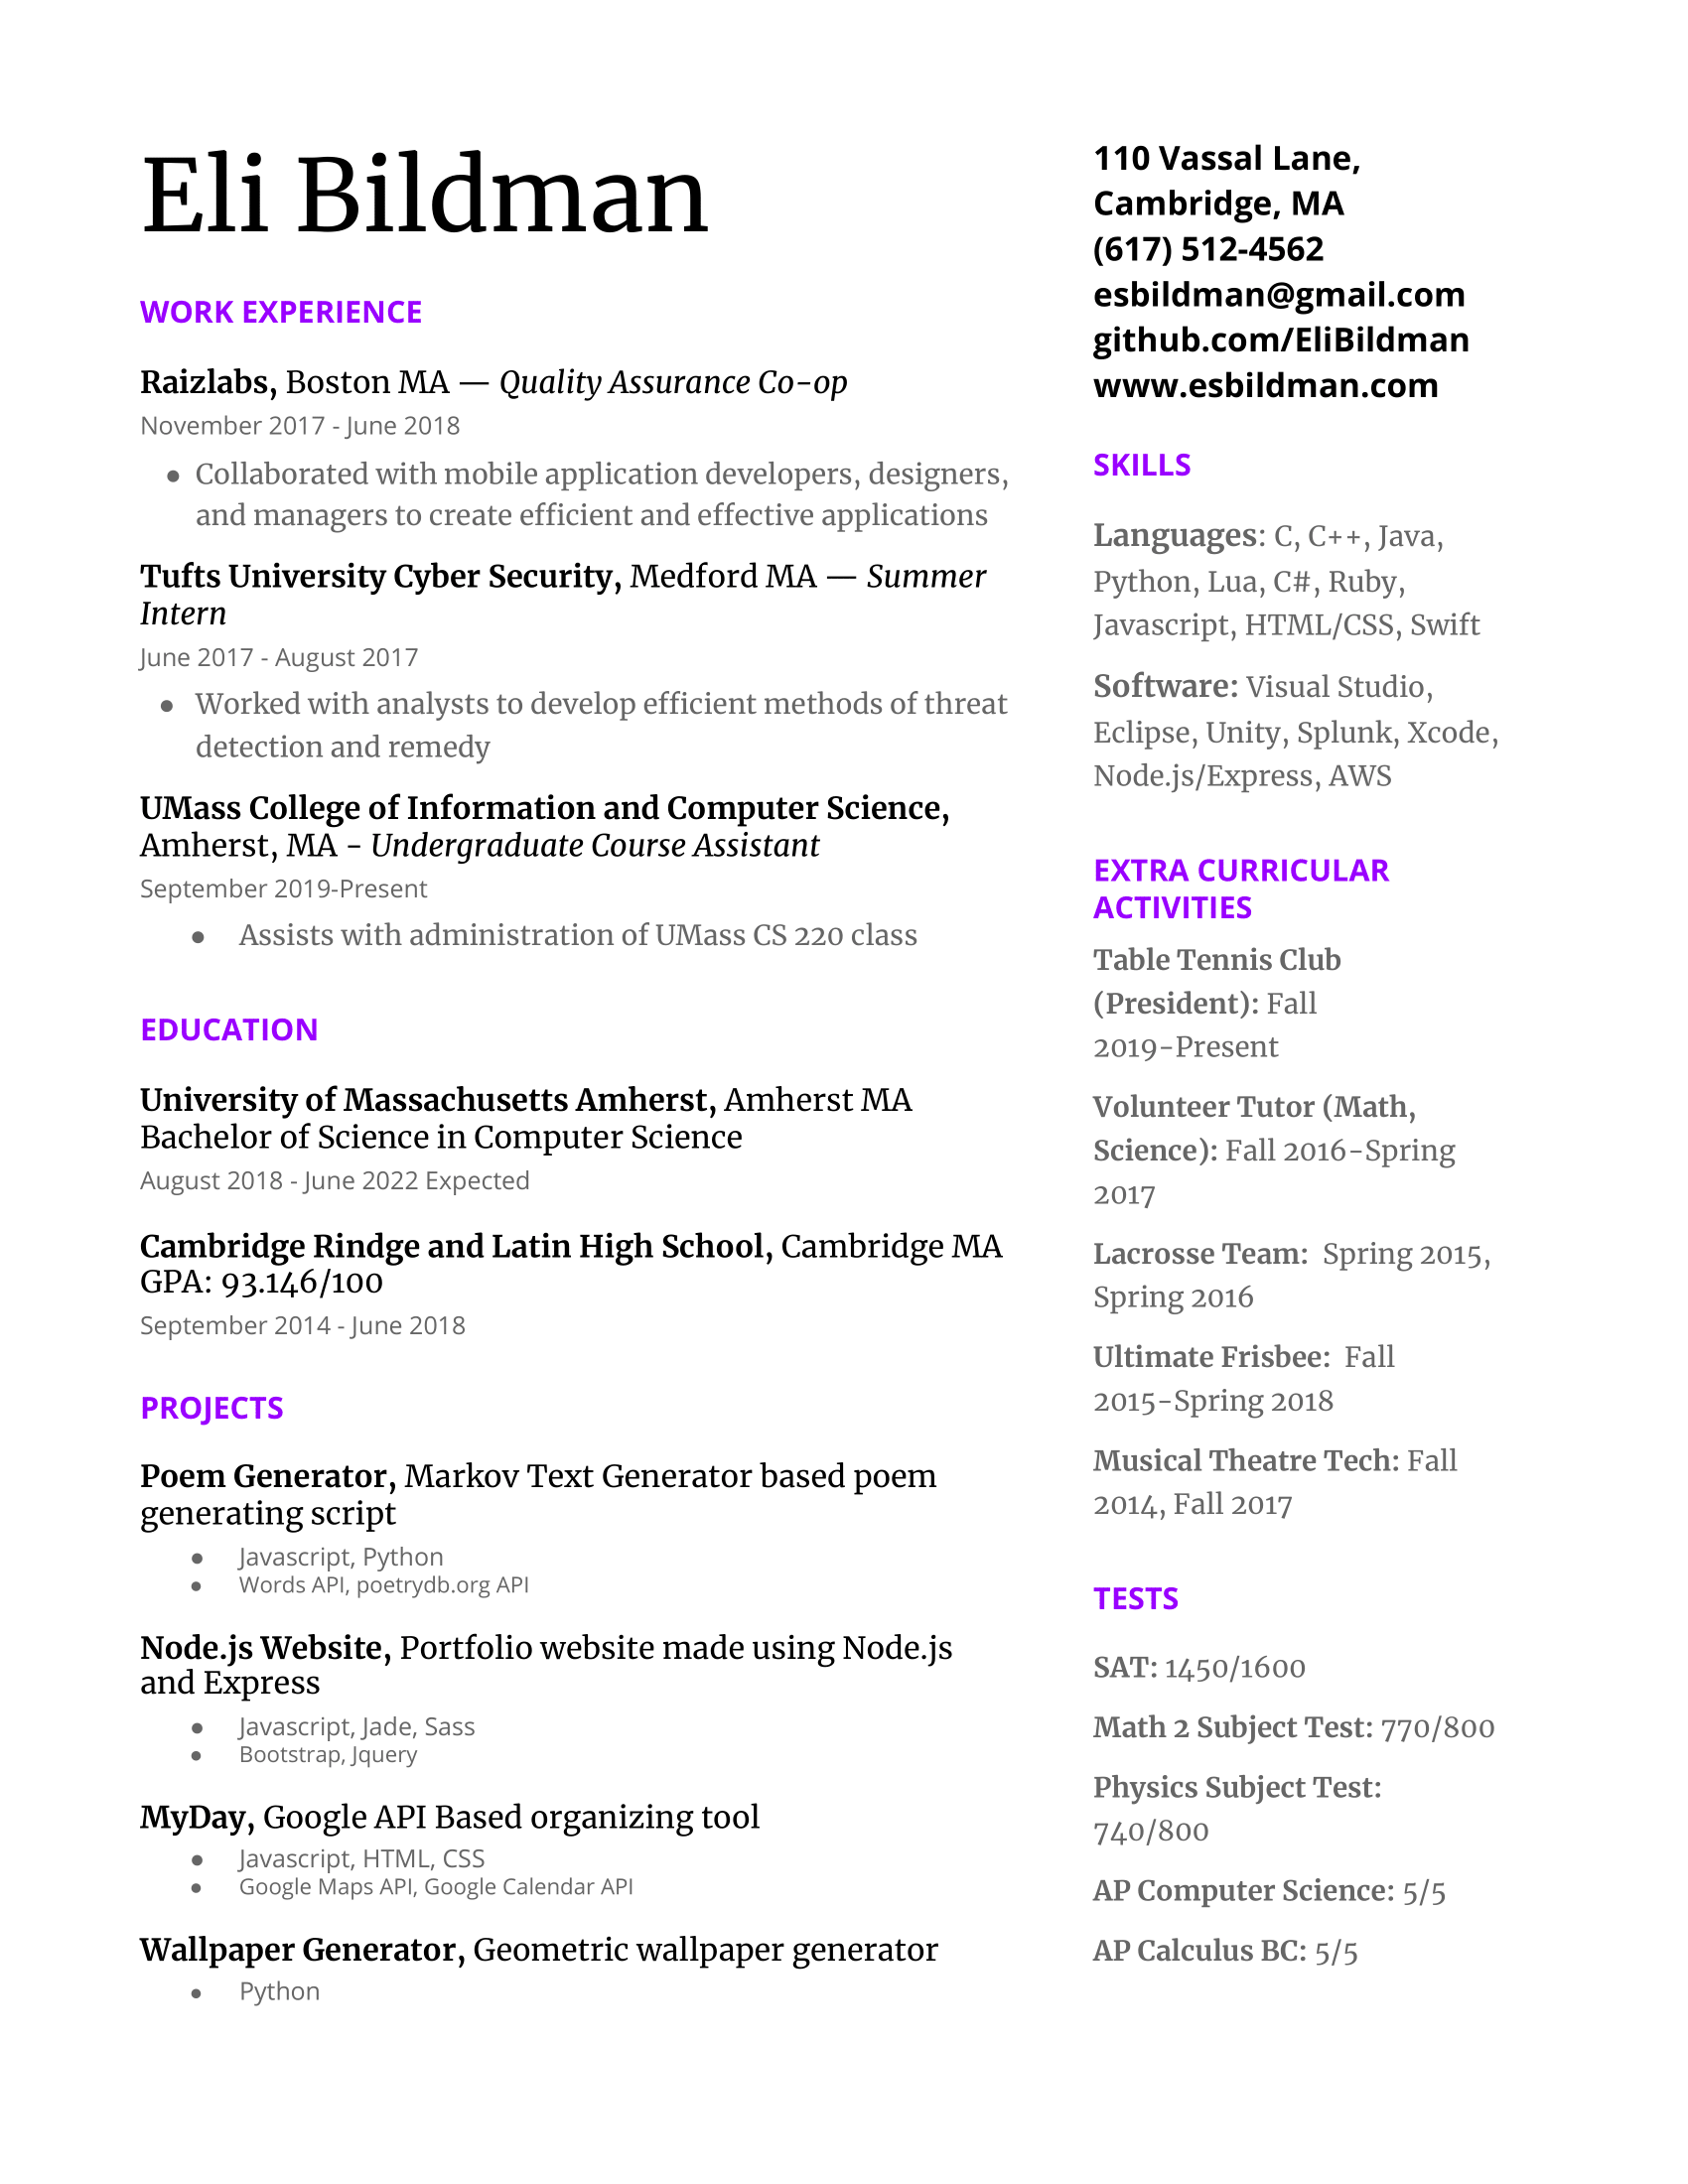 Eli Bildman
WORK EXPERIENCE
Raizlabs, Boston MA — Quality Assurance Co-op
November 2017 - June 2018
● Collaborated with mobile application developers, designers,
and managers to create efficient and effective applications
Tufts University Cyber Security, Medford MA — Summer
Intern
June 2017 - August 2017
● Worked with analysts to develop efficient methods of threat
detection and remedy
UMass College of Information and Computer Science,
Amherst, MA - Undergraduate Course Assistant
September 2019-Present
● Assists with administration of UMass CS 220 class
EDUCATION
University of Massachusetts Amherst, Amherst MA
Bachelor of Science in Computer Science
August 2018 - June 2022 Expected
Cambridge Rindge and Latin High School, Cambridge MA
GPA: 93.146/100
September 2014 - June 2018
PROJECTS
Poem Generator, Markov Text Generator based poem
generating script
● Javascript, Python
● Words API, poetrydb.org API
Node.js Website, Portfolio website made using Node.js
and Express
● Javascript, Jade, Sass
● Bootstrap, Jquery
MyDay, Google API Based organizing tool
● Javascript, HTML, CSS
● Google Maps API, Google Calendar API
Wallpaper Generator, Geometric wallpaper generator
● Python
110 Vassal Lane,
Cambridge, MA
(617) 512-4562
esbildman@gmail.com
github.com/EliBildman
www.esbildman.com
SKILLS
Languages: C, C++, Java,
Python, Lua, C#, Ruby,
Javascript, HTML/CSS, Swift
Software: Visual Studio,
Eclipse, Unity, Splunk, Xcode,
Node.js/Express, AWS
EXTRA CURRICULAR
ACTIVITIES
Table Tennis Club
(President): Fall
2019-Present
Volunteer Tutor (Math,
Science): Fall 2016-Spring
2017
Lacrosse Team: Spring 2015,
Spring 2016
Ultimate Frisbee: Fall
2015-Spring 2018
Musical Theatre Tech: Fall
2014, Fall 2017
TESTS
SAT: 1450/1600
Math 2 Subject Test: 770/800
Physics Subject Test:
740/800
AP Computer Science: 5/5
AP Calculus BC: 5/5